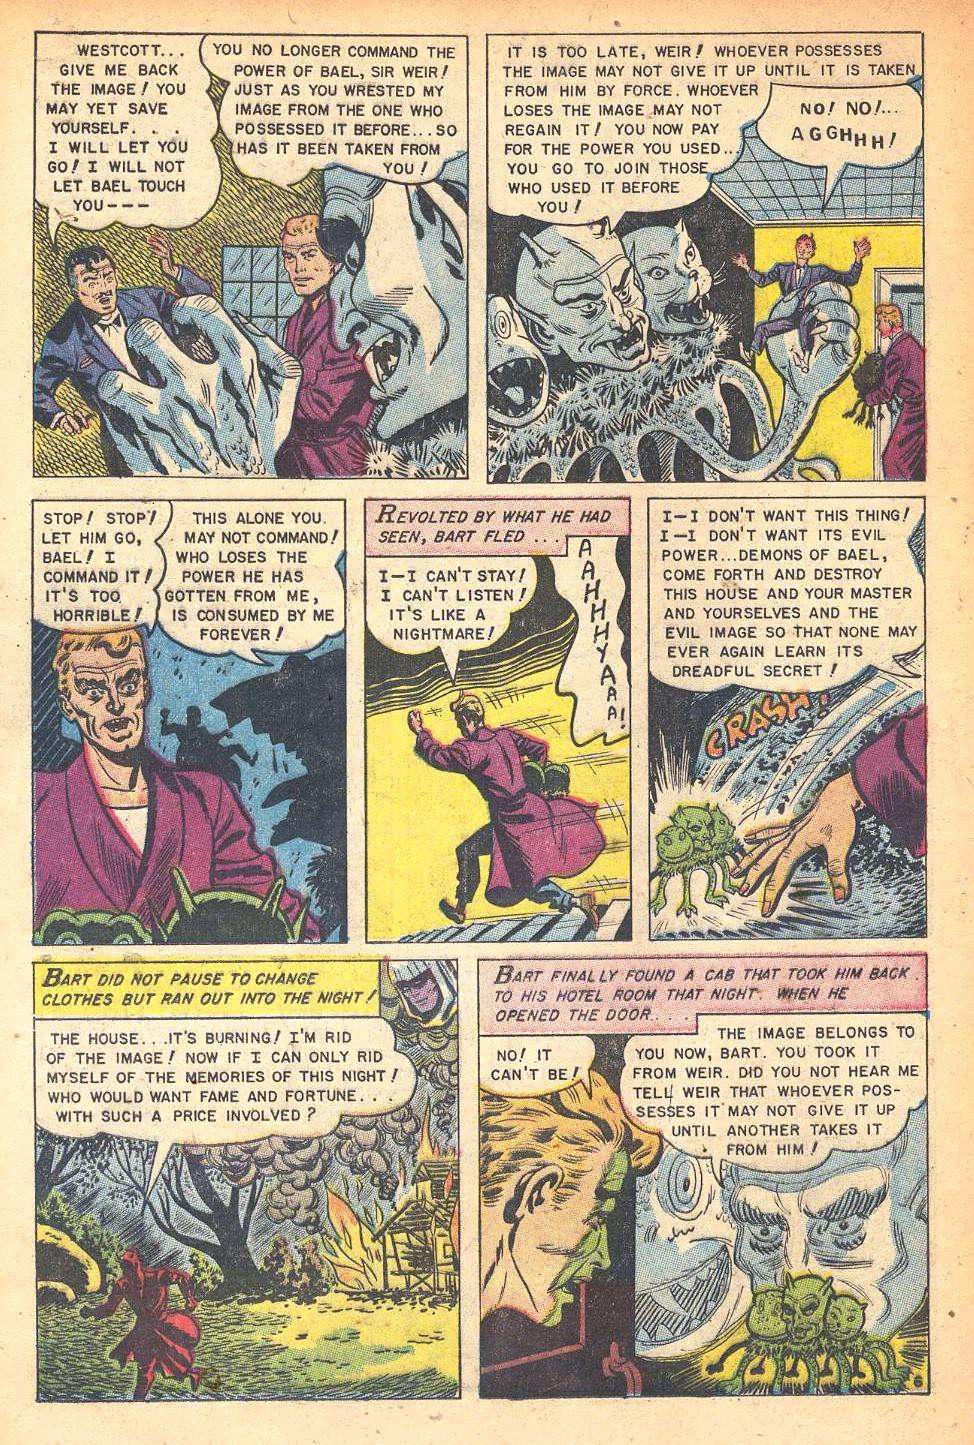 WESTCOTT...
GIVE ME BACK
THE IMAGE! YOU
MAY YET SAVE
YOURSELF. . .
I WILL LET YOU
GO! I WILL NOT
LET BAEL TOUCH
YOU---
YOU NO LONGER COMMAND THE
POWER OF BAEL, SIR WEIR!
JUST AS YOU WRESTED MY
IMAGE FROM THE ONE WHO
POSSESSED IT BEFORE...SO
HAS IT BEEN TAKEN FROM
YOU!
IT IS TOO LATE, WEIR! WHOEVER POSSESSES
THE IMAGE MAY NOT GIVE IT UP UNTIL IT IS TAKEN
FROM HIM BY FORCE. WHOEVER
LOSES THE IMAGE MAY NOT
REGAIN IT! YOU NOW PAY
FOR THE POWER YOU USED...
YOU GO TO JOIN THOSE
WHO USED IT BEFORE
YOU!
NO! NO!...
AGGHHH!
STOP! STOP!
LET HIM GO,
BAEL! I
COMMAND IT!
IT'S TOO
HORRIBLE!
THIS ALONE YOU
MAY NOT COMMAND!
WHO LOSES THE
POWER HE HAS
GOTTEN FROM ME,
IS CONSUMED BY ME
FOREVER!
REVOLTED BY WHAT HE HAD
SEEN, BART FLED ...
I-I CAN'T STAY!
I CAN'T LISTEN!
IT'S LIKE A
NIGHTMARE!
AAHHHYAAA!
I-I DON'T WANT THIS THING!
I-I DON'T WANT ITS EVIL
POWER...DEMONS OF BAEL,
COME FORTH AND DESTROY
THIS HOUSE AND YOUR MASTER
AND YOURSELVES AND THE
EVIL IMAGE SO THAT NONE MAY
EVER AGAIN LEARN ITS
DREADFUL SECRET!
CRASH!
BART DID NOT PAUSE TO CHANGE
CLOTHES BUT RAN OUT INTO THE NIGHT!
THE HOUSE...IT'S BURNING! I'M RID
OF THE IMAGE! NOW IF I CAN ONLY RID
MYSELF OF THE MEMORIES OF THIS NIGHT!
WHO WOULD WANT FAME AND FORTUNE...
WITH SUCH A PRICE INVOLVED?
BART FINALLY FOUND A CAB THAT TOOK HIM BACK
TO HIS HOTEL ROOM THAT NIGHT. WHEN HE
OPENED THE DOOR....
NO! IT
CAN'T BE!
THE IMAGE BELONGS TO
YOU NOW, BART. YOU TOOK IT
FROM WEIR. DID YOU NOT HEAR ME
TELL WEIR THAT WHOEVER POS-
SESSES IT MAY NOT GIVE IT UP
UNTIL ANOTHER TAKES IT
FROM HIM!
6